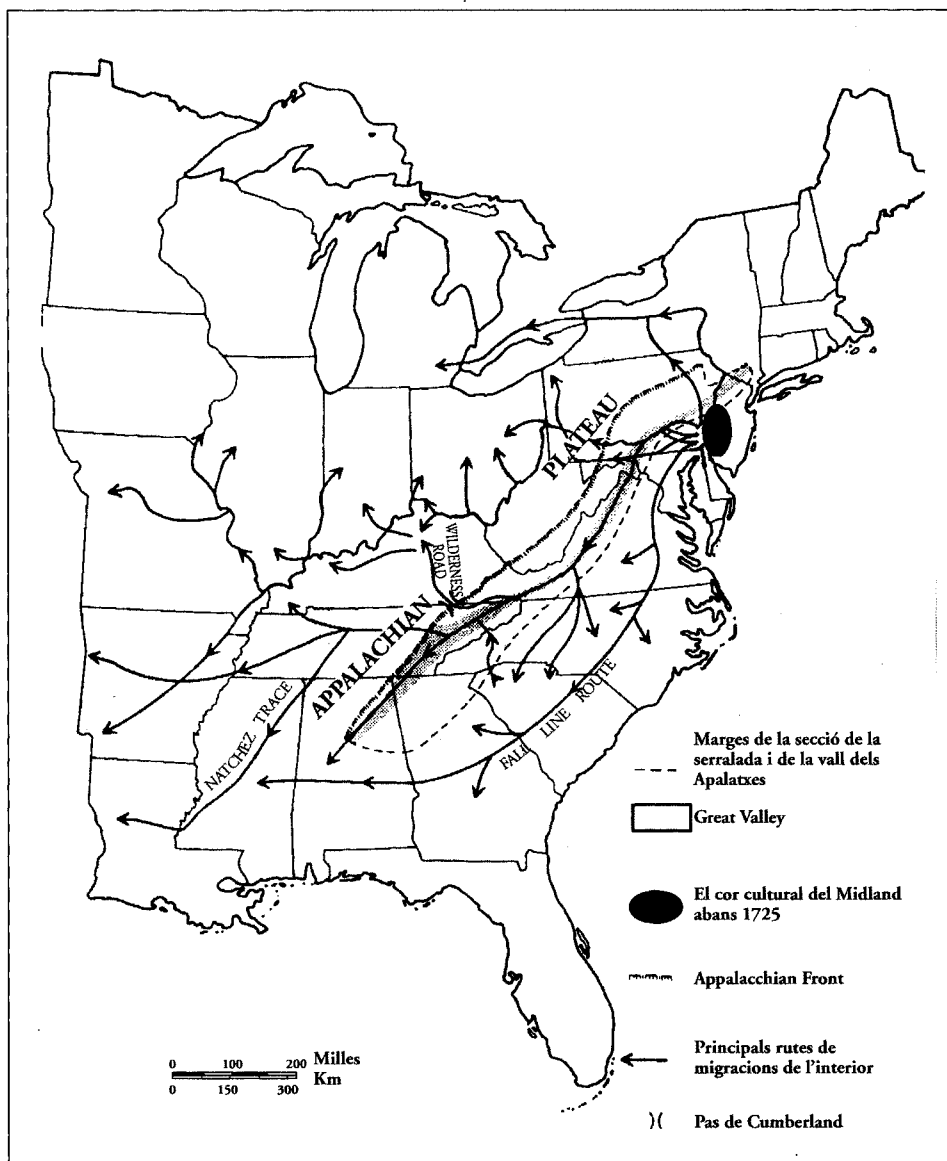 PLATEAU
WILDERNESS
ROAD
APPALACHIAN
NATCHEZ TRACE
FALL LINE ROUTE
Marges de la secció de la
serralada i de la vall dels
Apalatxes
Great Valley
El cor cultural del Midland
abans 1725
Appalacchian Front
Principals rutes de
migracions de l'interior
Pas de Cumberland
0 100 200 Milles
Km
0 150 300